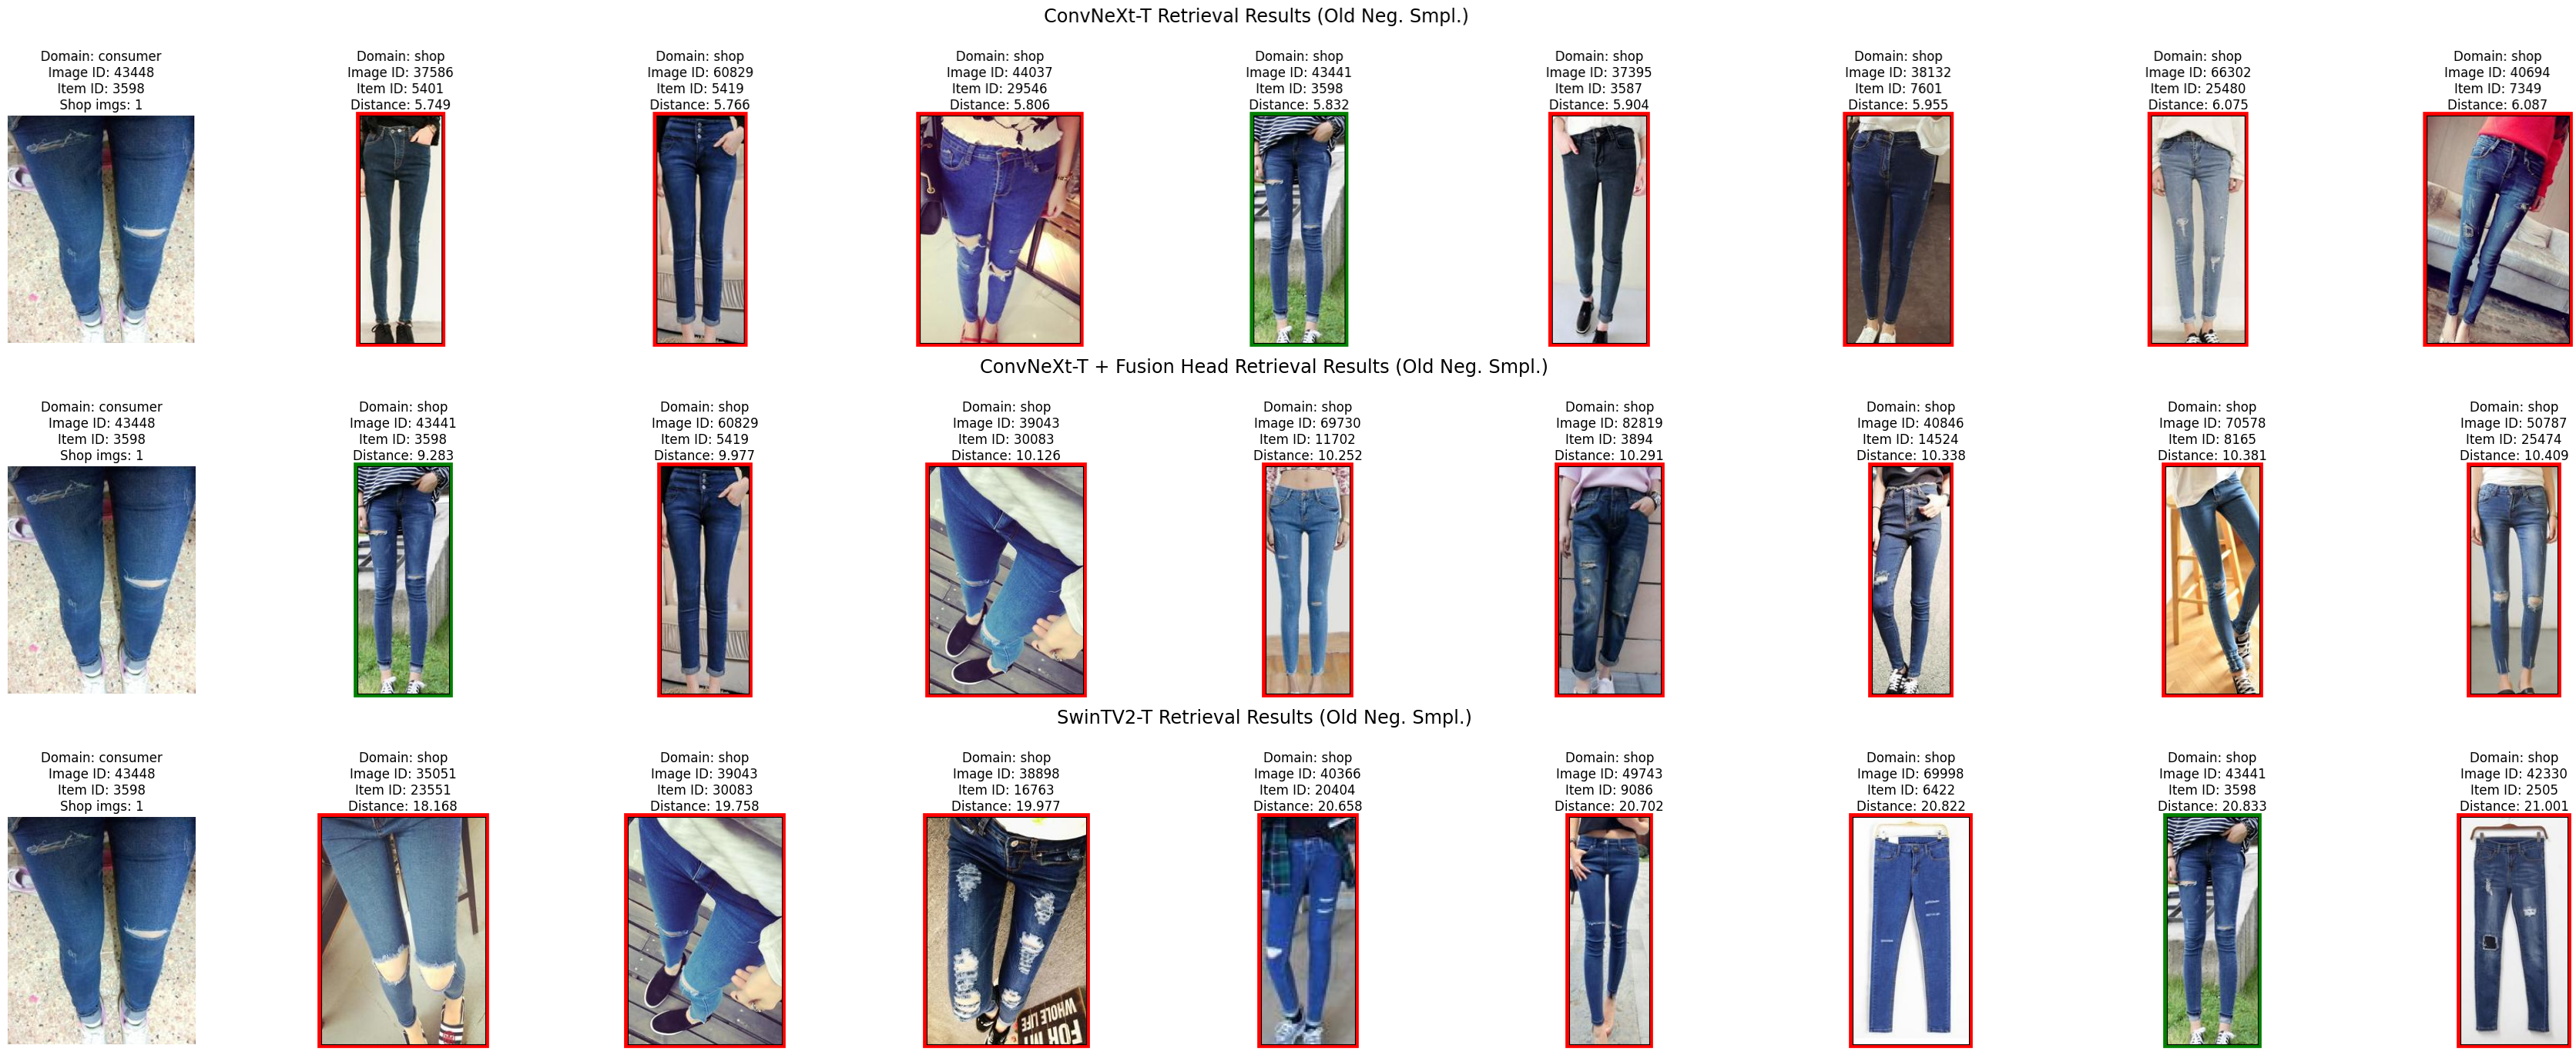 ConvNeXt-T Retrieval Results (Old Neg. Smpl.)
Domain: consumer
Image ID: 43448
Item ID: 3598
Shop imgs: 1
Domain: shop
Image ID: 37586
Item ID: 5401
Distance: 5.749
Domain: shop
Image ID: 60829
Item ID: 5419
Distance: 5.766
Domain: shop
Image ID: 44037
Item ID: 29546
Distance: 5.806
Domain: shop
Image ID: 43441
Item ID: 3598
Distance: 5.832
Domain: shop
Image ID: 37395
Item ID: 3587
Distance: 5.904
Domain: shop
Image ID: 38132
Item ID: 7601
Distance: 5.955
Domain: shop
Image ID: 66302
Item ID: 25480
Distance: 6.075
Domain: shop
Image ID: 40694
Item ID: 7349
Distance: 6.087
ConvNeXt-T + Fusion Head Retrieval Results (Old Neg. Smpl.)
Domain: consumer
Image ID: 43448
Item ID: 3598
Shop imgs: 1
Domain: shop
Image ID: 43441
Item ID: 3598
Distance: 9.283
Domain: shop
Image ID: 60829
Item ID: 5419
Distance: 9.977
Domain: shop
Image ID: 39043
Item ID: 30083
Distance: 10.126
Domain: shop
Image ID: 69730
Item ID: 11702
Distance: 10.252
Domain: shop
Image ID: 82819
Item ID: 3894
Distance: 10.291
Domain: shop
Image ID: 40846
Item ID: 14524
Distance: 10.338
Domain: shop
Image ID: 70578
Item ID: 8165
Distance: 10.381
Domain: shop
Image ID: 50787
Item ID: 25474
Distance: 10.409
SwinTV2-T Retrieval Results (Old Neg. Smpl.)
Domain: consumer
Image ID: 43448
Item ID: 3598
Shop imgs: 1
Domain: shop
Image ID: 35051
Item ID: 23551
Distance: 18.168
Domain: shop
Image ID: 39043
Item ID: 30083
Distance: 19.758
Domain: shop
Image ID: 38898
Item ID: 16763
Distance: 19.977
Domain: shop
Image ID: 40366
Item ID: 20404
Distance: 20.658
Domain: shop
Image ID: 49743
Item ID: 9086
Distance: 20.702
Domain: shop
Image ID: 69998
Item ID: 6422
Distance: 20.822
Domain: shop
Image ID: 43441
Item ID: 3598
Distance: 20.833
Domain: shop
Image ID: 42330
Item ID: 2505
Distance: 21.001
WHOLE LIFE
FOR MY